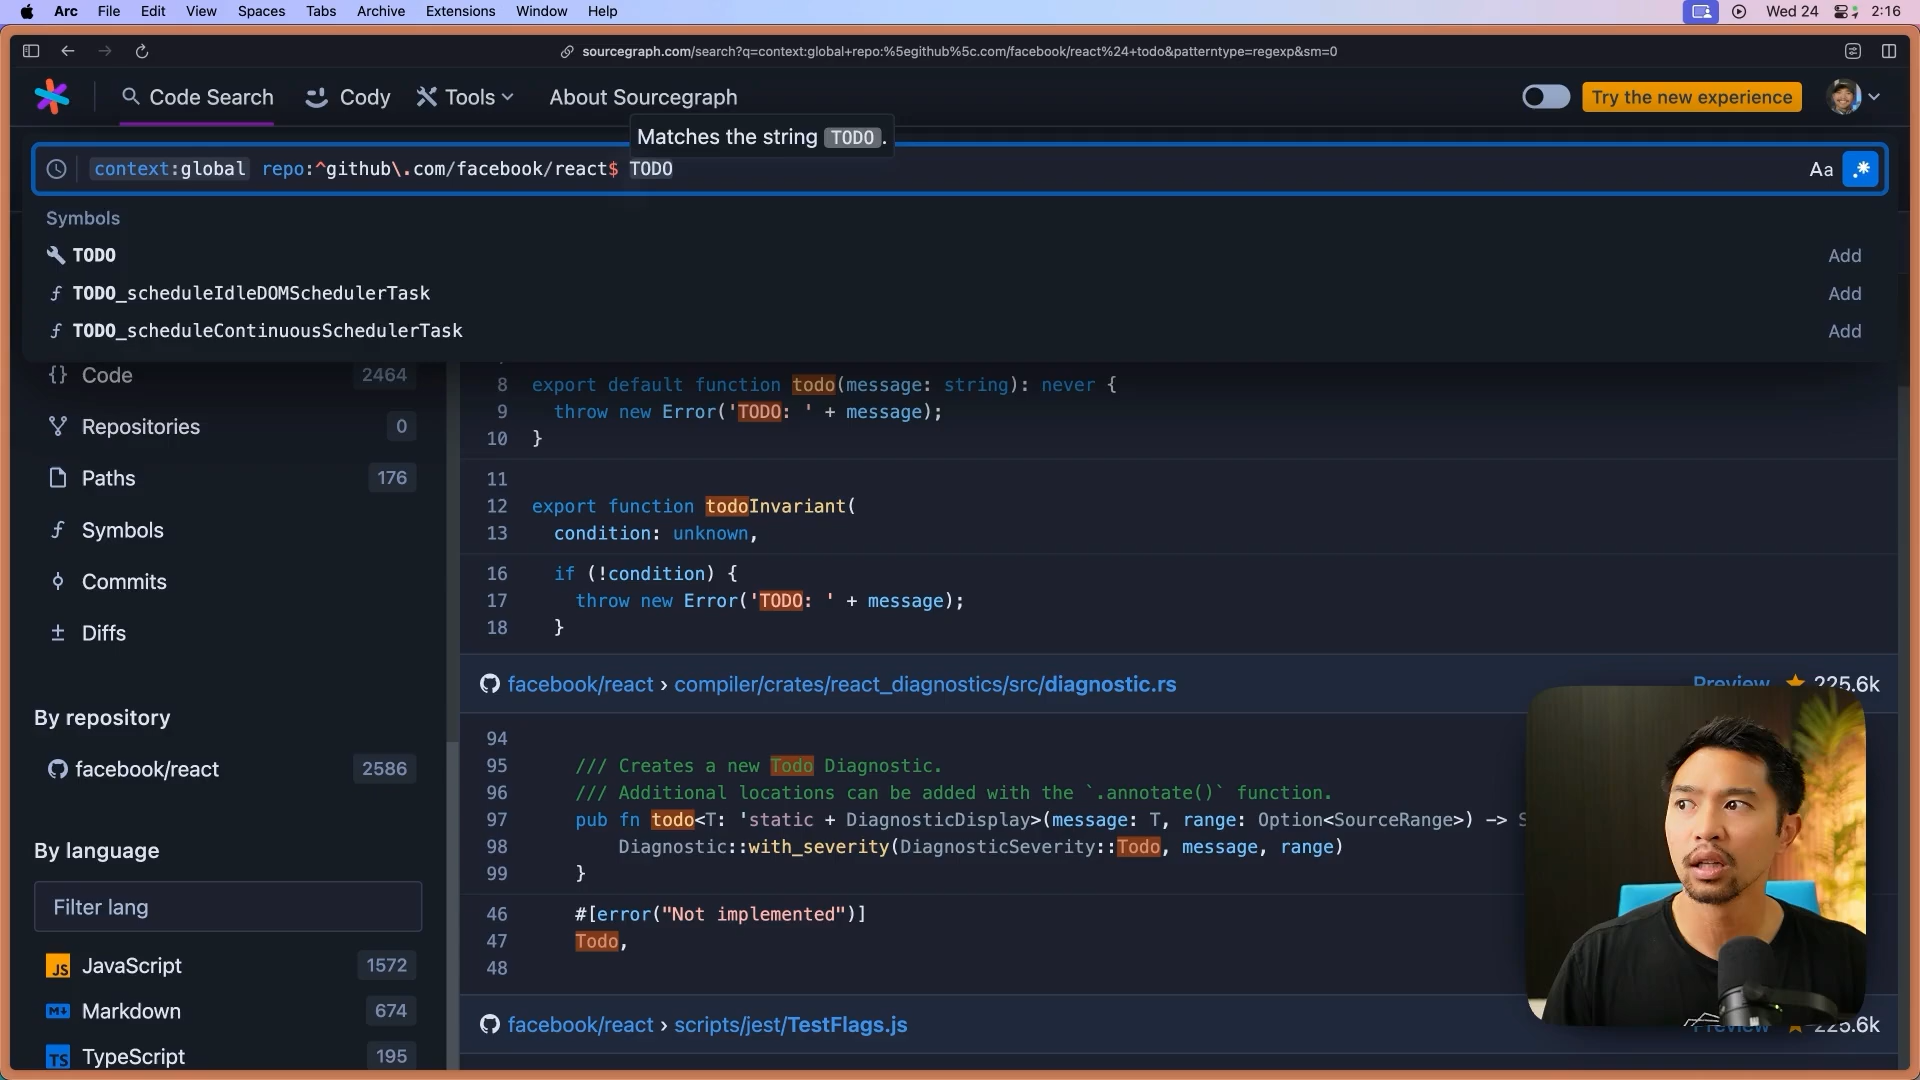 Arc File Edit View Spaces Tabs Archive Extensions Window Help Wed 24 2:16
sourcegraph.com/search?q=context:global+repo:%5egithub%5c.com/facebook/react%24+todo&patterntype=regexp&sm=0
Code Search Cody Tools About Sourcegraph Try the new experience
Matches the string TODO.
context:global repo:^github\.com/facebook/react$ TODO Aa .*
Symbols
TODO Add
TODO_scheduleIdleDOMSchedulerTask Add
TODO_scheduleContinuousSchedulerTask Add
{} Code 2464
Repositories 0
Paths 176
Symbols
Commits
Diffs
By repository
facebook/react 2586
By language
Filter lang
JS JavaScript 1572
M Markdown 674
TS TypeScript 195
8 export default function todo(message: string): never {
9 throw new Error('TODO: ' + message);
10 }
11
12 export function todoInvariant(
13 condition: unknown,
16 if (!condition) {
17 throw new Error('TODO: ' + message);
18 }
facebook/react › compiler/crates/react_diagnostics/src/diagnostic.rs Preview 225.6k
94
95 /// Creates a new Todo Diagnostic.
96 /// Additional locations can be added with the `.annotate()` function.
97 pub fn todo<T: 'static + DiagnosticDisplay>(message: T, range: Option<SourceRange>) -> S
98 Diagnostic::with_severity(DiagnosticSeverity::Todo, message, range)
99 }
46 #[error("Not implemented")]
47 Todo,
48
facebook/react › scripts/jest/TestFlags.js Preview 225.6k